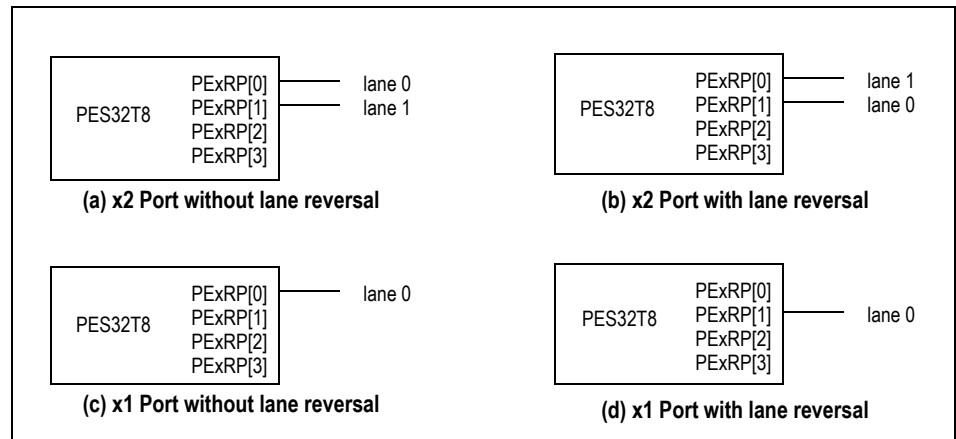 PES32T8
PExRP[0]
PExRP[1]
PExRP[2]
PExRP[3]
lane 0
lane 1
(a) x2 Port without lane reversal
PES32T8
PExRP[0]
PExRP[1]
PExRP[2]
PExRP[3]
lane 1
lane 0
(b) x2 Port with lane reversal
PES32T8
PExRP[0]
PExRP[1]
PExRP[2]
PExRP[3]
lane 0
(c) x1 Port without lane reversal
PES32T8
PExRP[0]
PExRP[1]
PExRP[2]
PExRP[3]
lane 0
(d) x1 Port with lane reversal